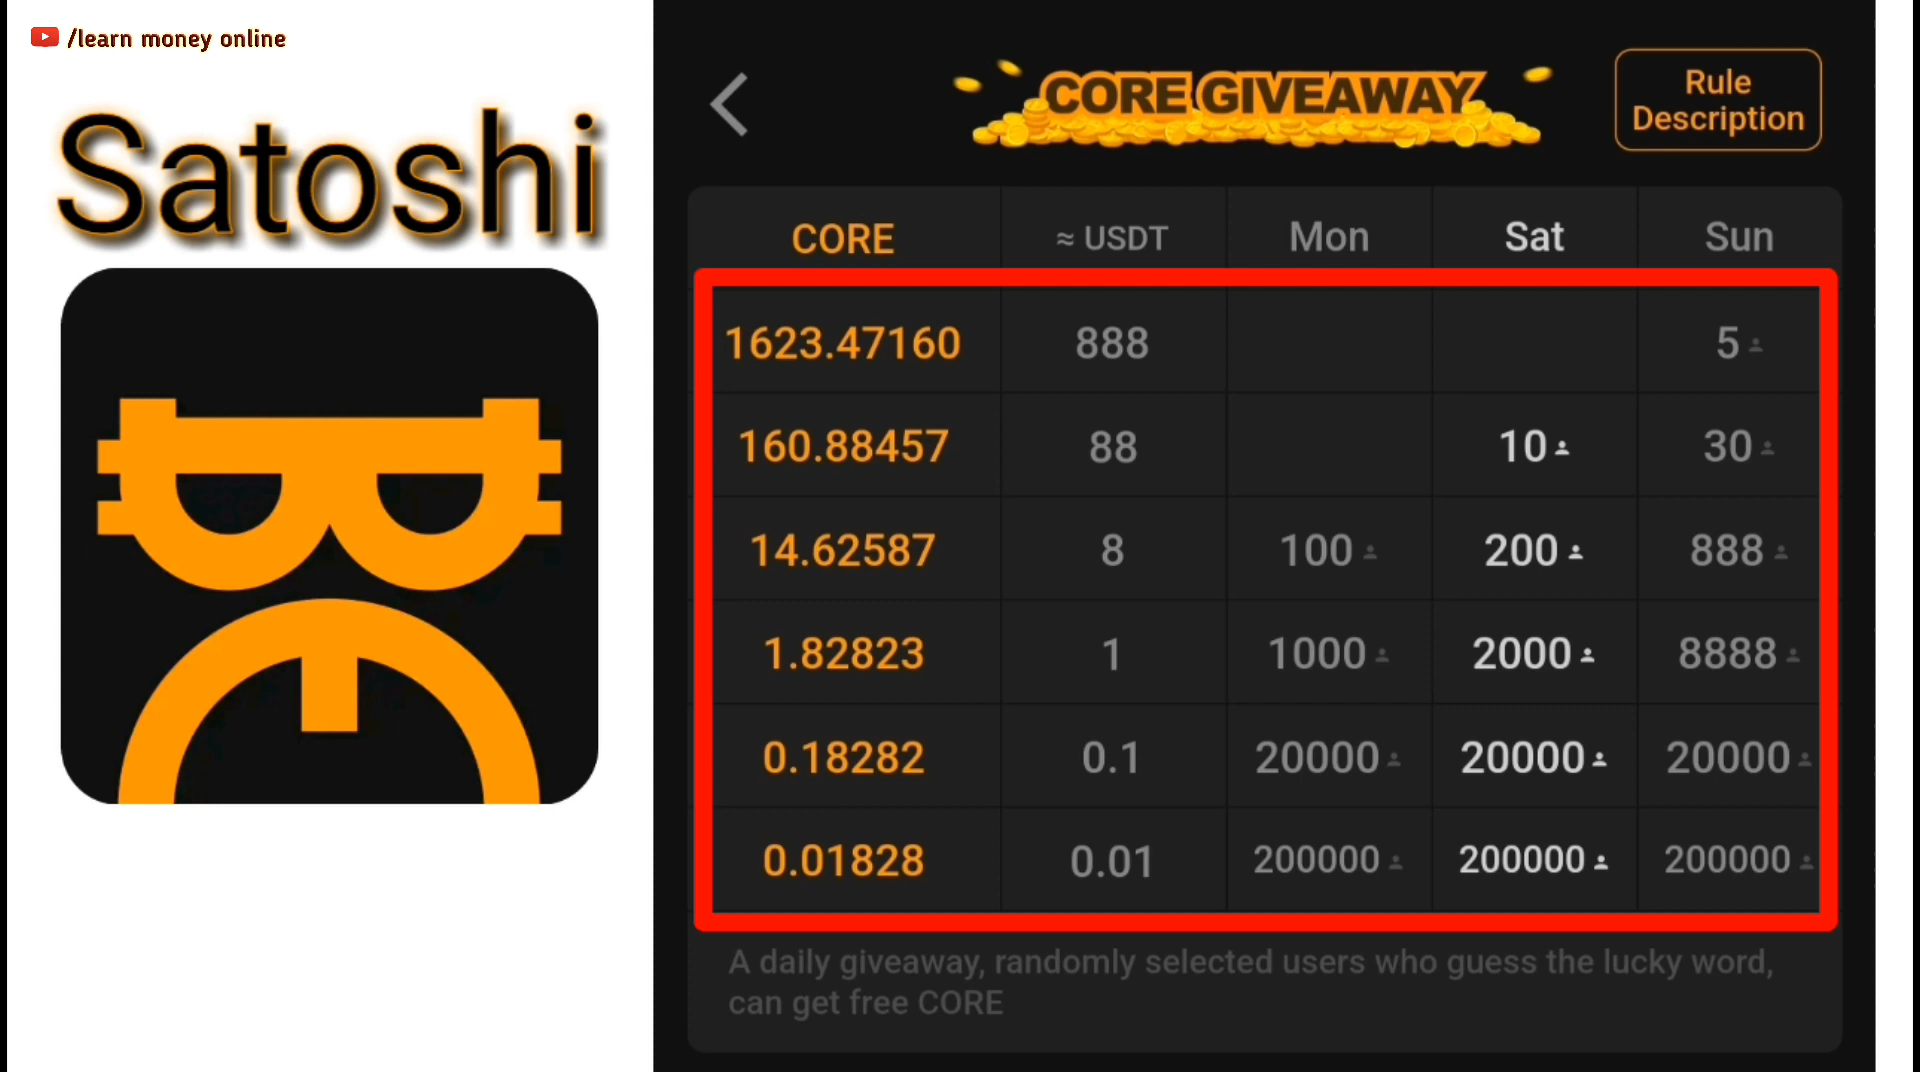 /learn money online
Satoshi
CORE GIVEAWAY
Rule
Description
CORE ≈ USDT Mon Sat Sun
1623.47160 888 5
160.88457 88 10 30
14.62587 8 100 200 888
1.82823 1 1000 2000 8888
0.18282 0.1 20000 20000 20000
0.01828 0.01 200000 200000 200000
A daily giveaway, randomly selected users who guess the lucky word,
can get free CORE